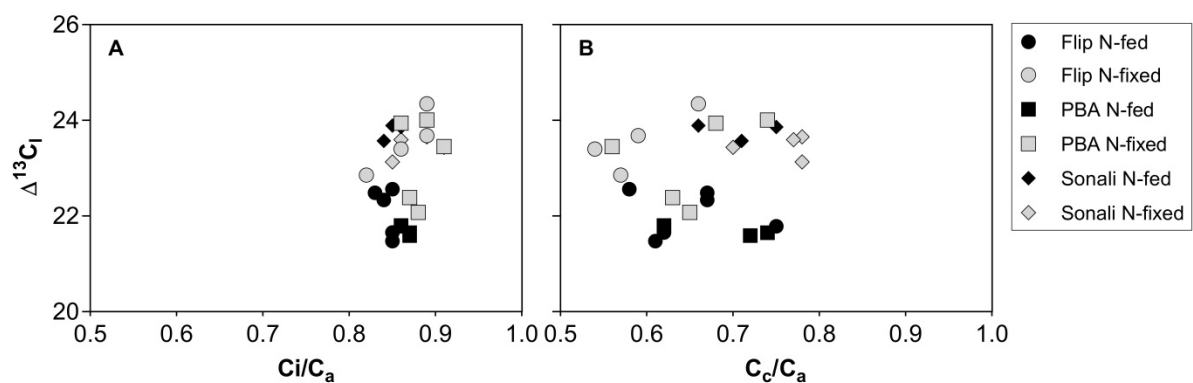 26
24
22
20
Δ¹³Cₗ
A
0.5 0.6 0.7 0.8 0.9 1.0
Ci/Cₐ
B
0.5 0.6 0.7 0.8 0.9 1.0
C꜀/Cₐ
Flip N-fed
Flip N-fixed
PBA N-fed
PBA N-fixed
Sonali N-fed
Sonali N-fixed